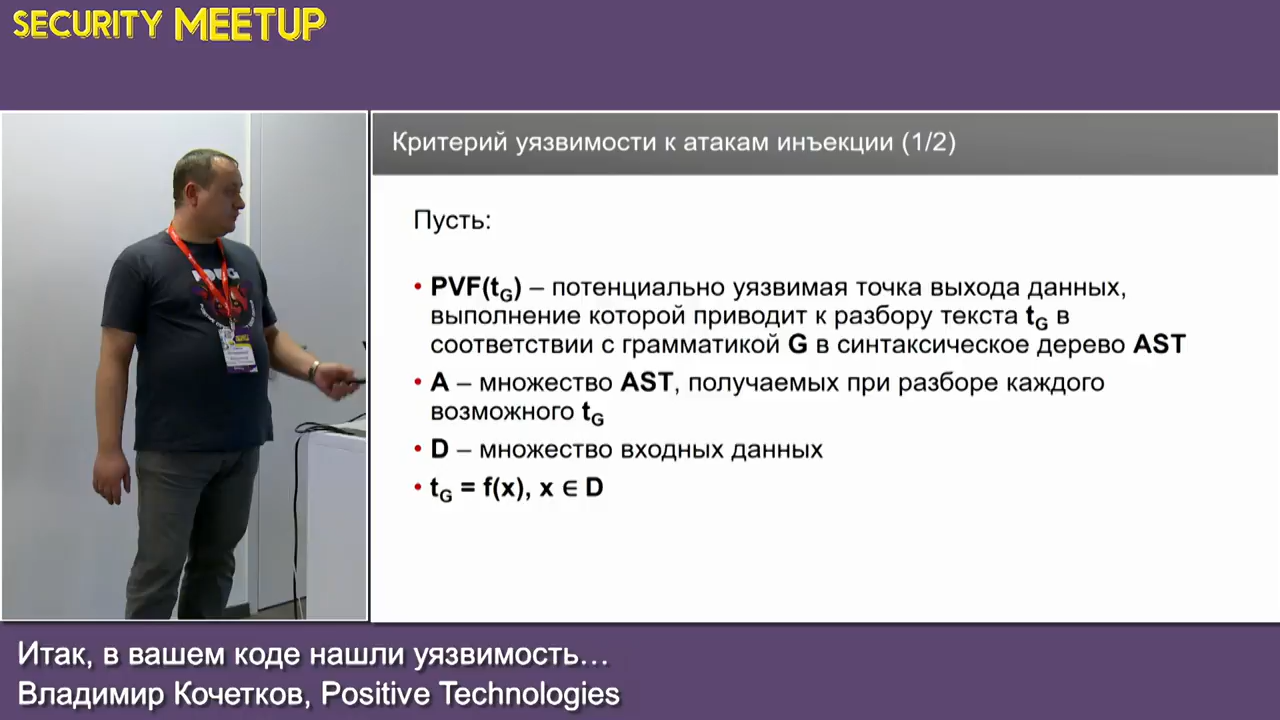 SECURITY MEETUP
Критерий уязвимости к атакам инъекции (1/2)
Пусть:
• PVF(tG) – потенциально уязвимая точка выхода данных,
выполнение которой приводит к разбору текста tG в
соответствии с грамматикой G в синтаксическое дерево AST
• A – множество AST, получаемых при разборе каждого
возможного tG
• D – множество входных данных
• tG = f(x), x ∈ D
Итак, в вашем коде нашли уязвимость...
Владимир Кочетков, Positive Technologies